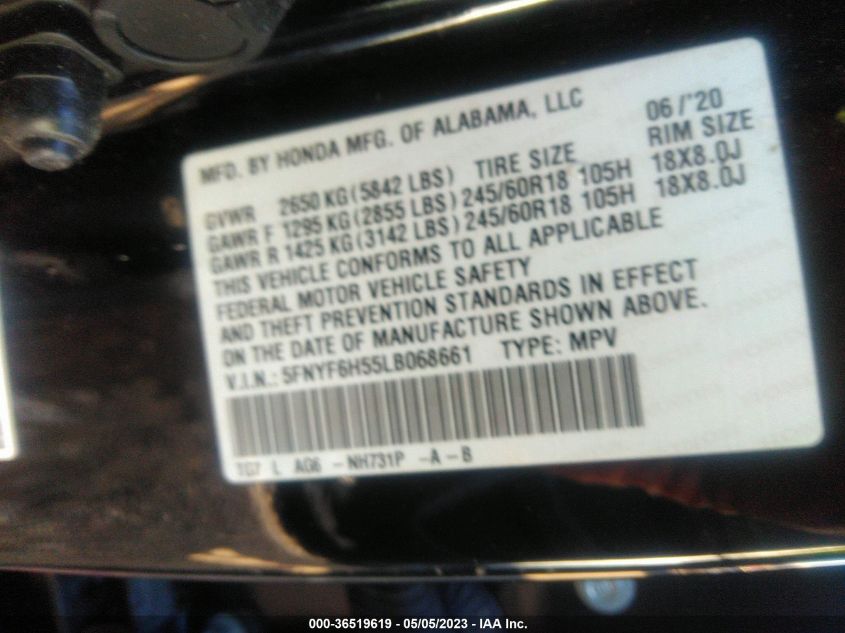 MFD. BY HONDA MFG. OF ALABAMA, LLC 06/'20
GVWR 2650 KG (5842 LBS) TIRE SIZE RIM SIZE
GAWR F 1295 KG (2855 LBS) 245/60R18 105H 18X8.0J
GAWR R 1425 KG (3142 LBS) 245/60R18 105H 18X8.0J
THIS VEHICLE CONFORMS TO ALL APPLICABLE
FEDERAL MOTOR VEHICLE SAFETY
AND THEFT PREVENTION STANDARDS IN EFFECT
ON THE DATE OF MANUFACTURE SHOWN ABOVE.
V.I.N.: 5FNYF6H55LB068661 TYPE: MPV
TG7 L AG6 -NH731P -A-B
000-36519619 - 05/05/2023 - IAA Inc.